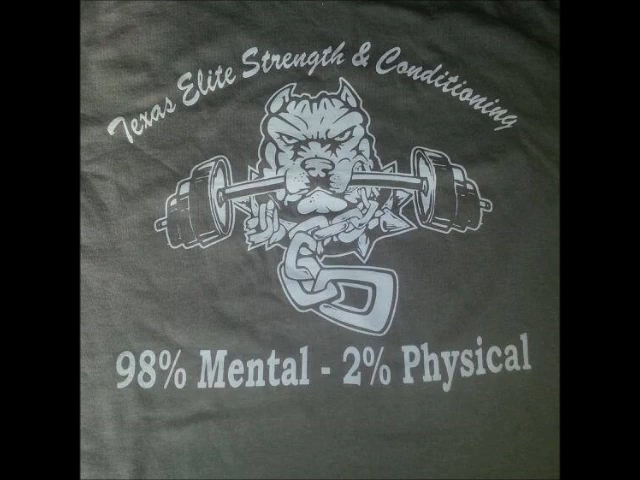 Texas Elite Strength & Conditioning
98% Mental - 2% Physical